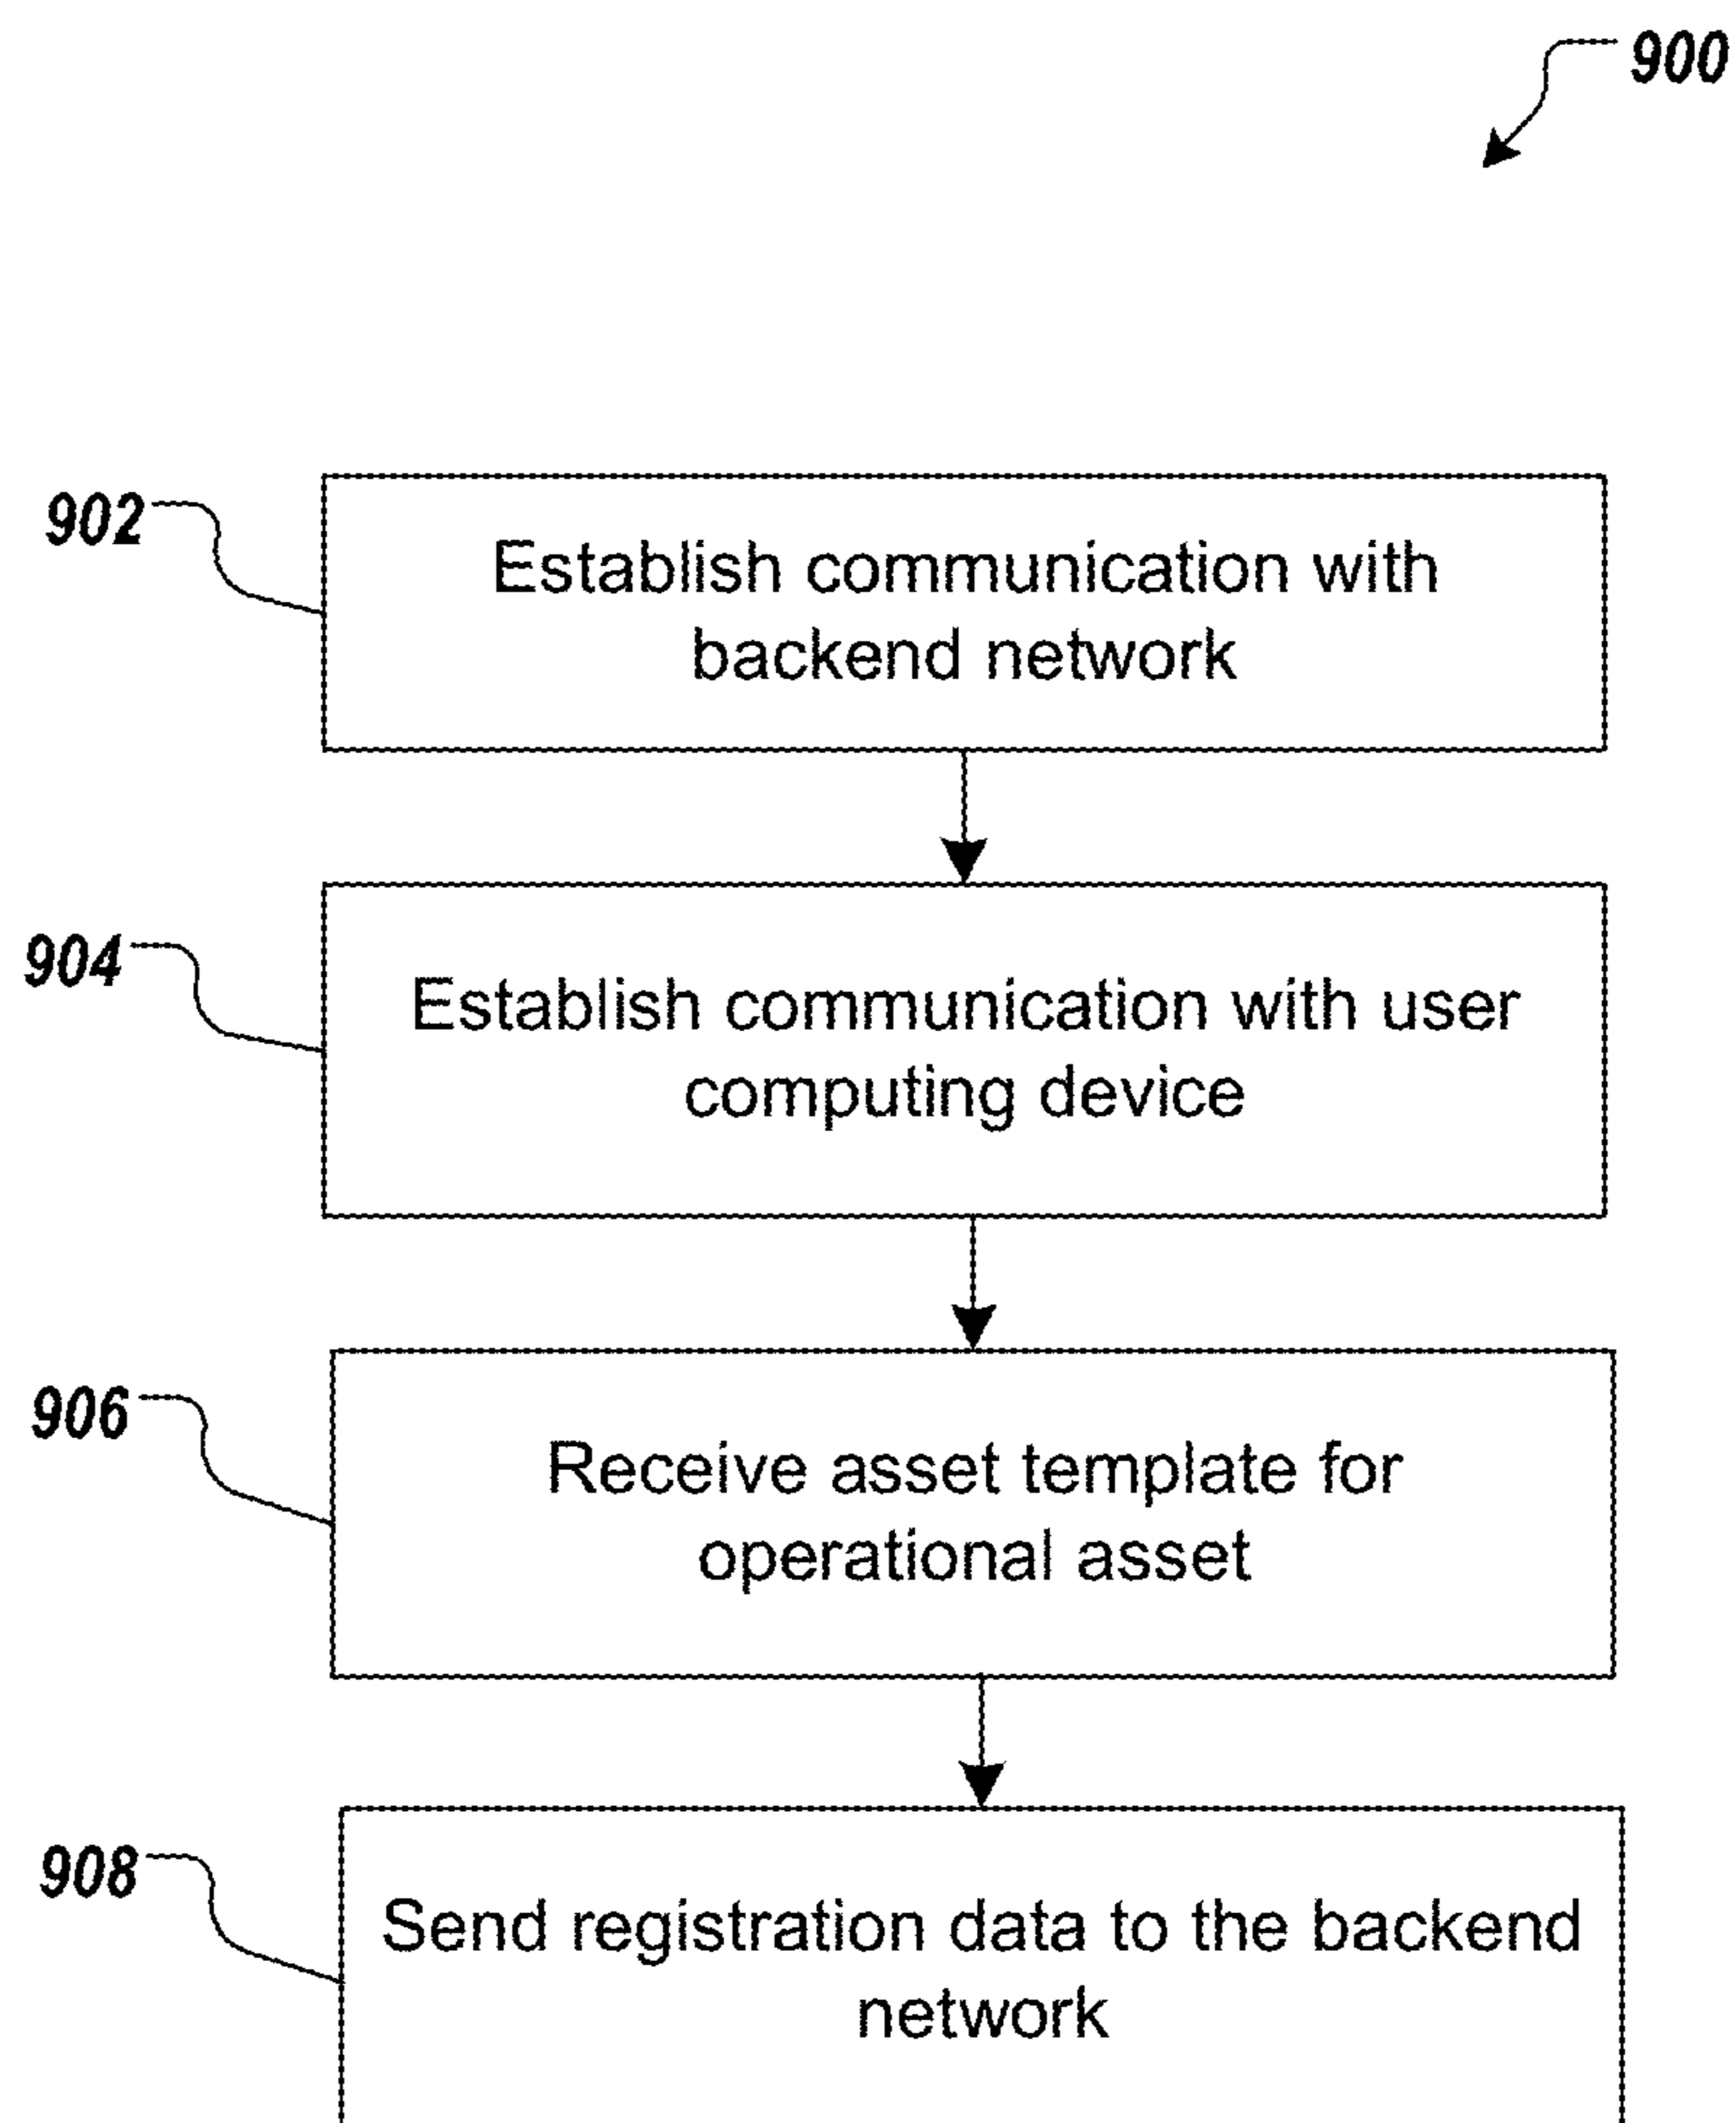 900
902
Establish communication with
backend network
904
Establish communication with user
computing device
906
Receive asset template for
operational asset
908
Send registration data to the backend
network